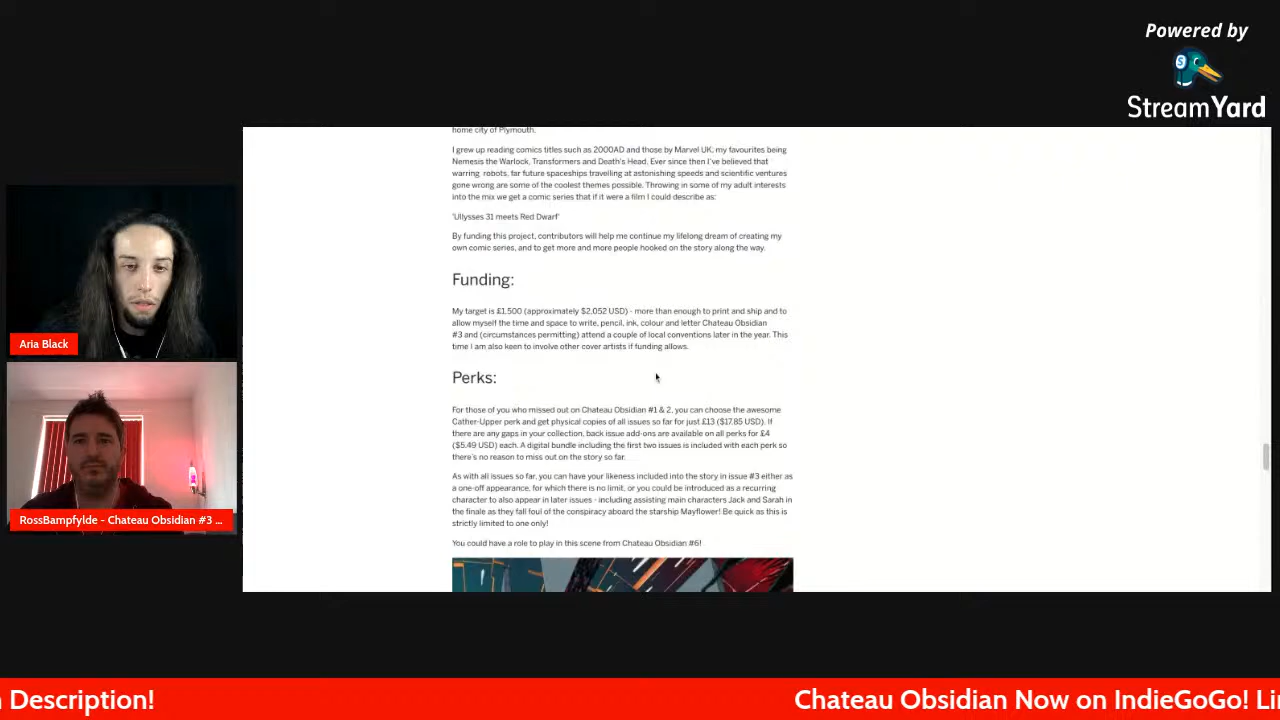 Powered by
StreamYard
home city of Plymouth.
I grew up reading comics titles such as 2000AD and those by Marvel UK; my favourites being
Nemesis the Warlock, Transformers and Death's Head. Ever since then I've believed that
warring, robots, far future spaceships travelling at astonishing speeds and scientific ventures
gone wrong are some of the coolest themes possible. Throwing in some of my adult interests
into the mix we get a comic series that if it were a film I could describe as:
'Ullysses 31 meets Red Dwarf'
By funding this project, contributors will help me continue my lifelong dream of creating my
own comic series, and to get more and more people hooked on the story along the way.
Funding:
My target is £1,500 (approximately $2,052 USD) - more than enough to print and ship and to
allow myself the time and space to write, pencil, ink, colour and letter Chateau Obsidian
#3 and (circumstances permitting) attend a couple of local conventions later in the year. This
time I am also keen to involve other cover artists if funding allows.
Perks:
For those of you who missed out on Chateau Obsidian #1 & 2, you can choose the awesome
Cather-Upper perk and get physical copies of all issues so far for just £13 ($17.85 USD). If
there are any gaps in your collection, back issue add-ons are available on all perks for £4
($5.49 USD) each. A digital bundle including the first two issues is included with each perk so
there's no reason to miss out on the story so far.
As with all issues so far, you can have your likeness included into the story in issue #3 either as
a one-off appearance, for which there is no limit, or you could be introduced as a recurring
character to also appear in later issues - including assisting main characters Jack and Sarah in
the finale as they fall foul of the conspiracy aboard the starship Mayflower! Be quick as this is
strictly limited to one only!
You could have a role to play in this scene from Chateau Obsidian #6!
Aria Black
RossBampfylde - Chateau Obsidian #3 ...
n Description!
Chateau Obsidian Now on IndieGoGo! Li